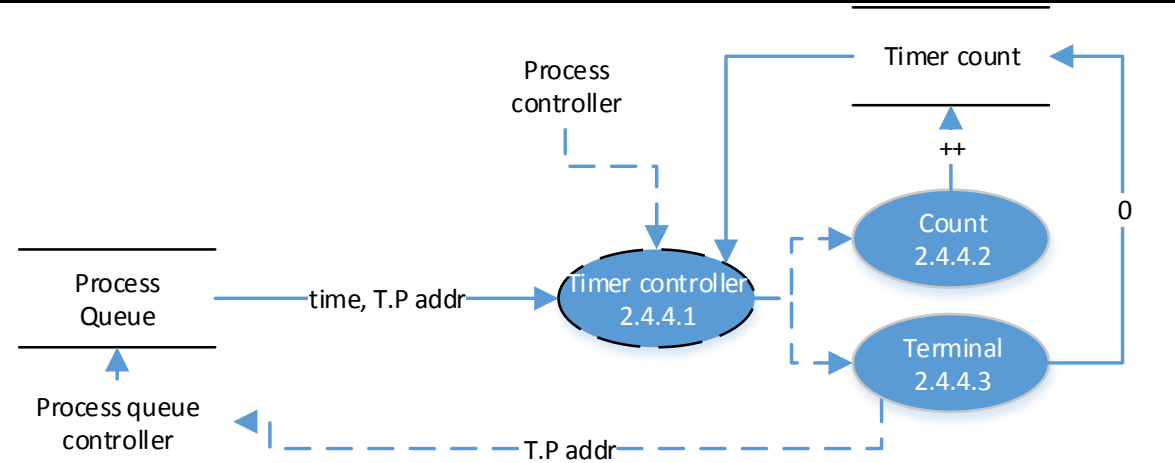 Timer count
Process
controller
++
Count
2.4.4.2
0
Process
Queue
time, T.P addr
Timer controller
2.4.4.1
Terminal
2.4.4.3
Process queue
controller
T.P addr